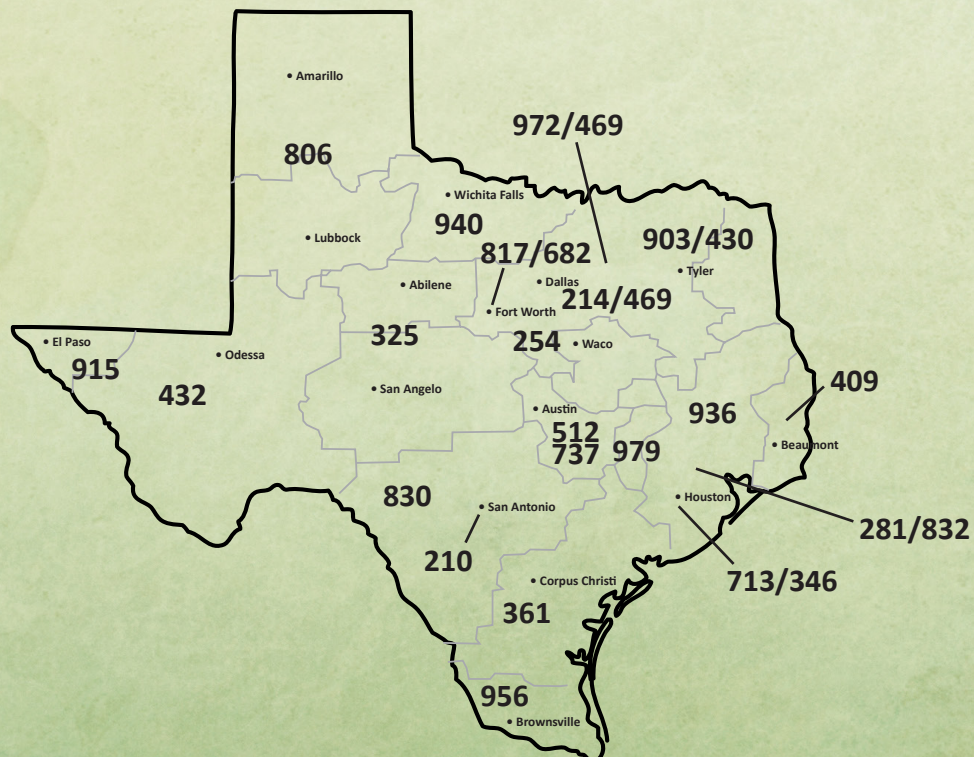 Amarillo
972/469
806
Wichita Falls
940
Lubbock
903/430
817/682
Tyler
Dallas
Abilene
214/469
Fort Worth
325
254
Waco
El Paso
Odessa
915
432
San Angelo
409
Austin
936
512
737
979
Beaumont
830
Houston
San Antonio
281/832
210
713/346
Corpus Christi
361
956
Brownsville